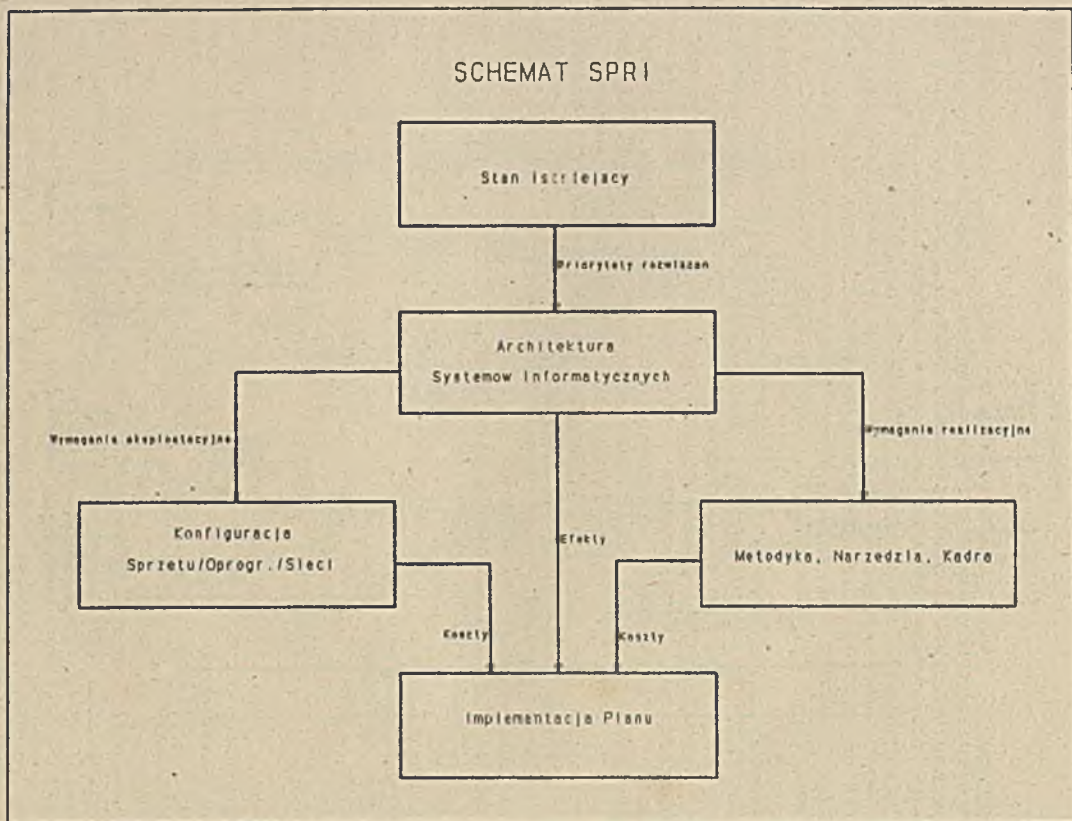 SCHEMAT SPRI
Stan Istniejacy
Priorytety rozwiazan
Architektura
Systemow Informatycznych
Wymagania eksploatacyjne
Wymagania realizacyjne
Konfiguracja
Sprzetu/Oprogr./Sieci
Efekty
Metodyka, Narzedzia, Kadra
Koszty
Koszty
Implementacja Planu